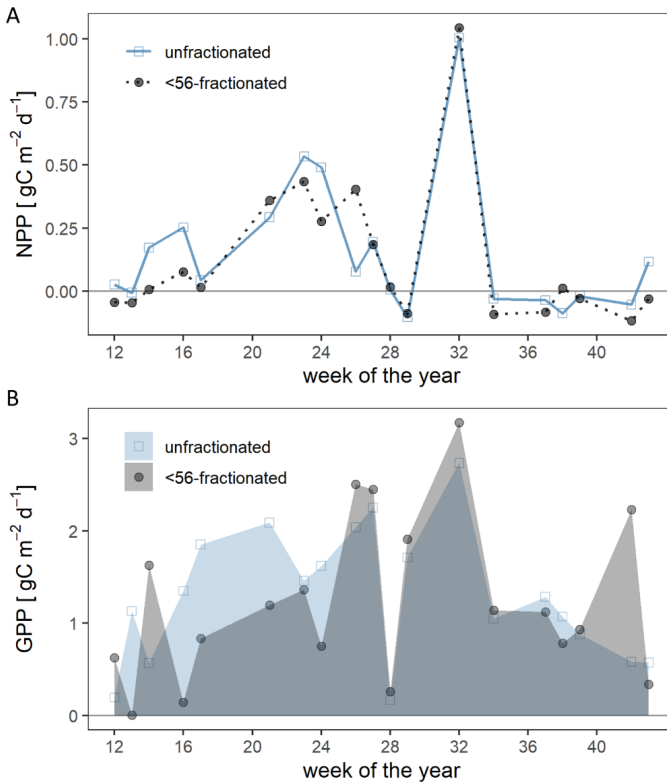 A
1.00
0.75
0.50
0.25
0.00
NPP [ gC m⁻² d⁻¹]
unfractionated
<56-fractionated
12 16 20 24 28 32 36 40
week of the year
B
3
2
1
0
GPP [ gC m⁻² d⁻¹]
unfractionated
<56-fractionated
12 16 20 24 28 32 36 40
week of the year